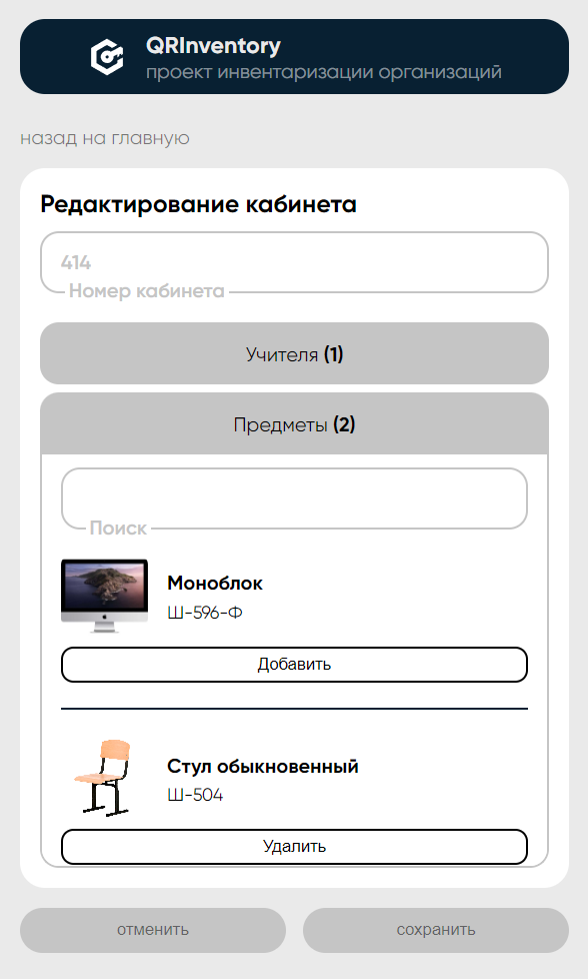 QRInventory
проект инвентаризации организаций
назад на главную
Редактирование кабинета
414
Номер кабинета
Учителя (1)
Предметы (2)
Поиск
Моноблок
Ш-596-Ф
Добавить
Стул обыкновенный
Ш-504
Удалить
отменить
сохранить